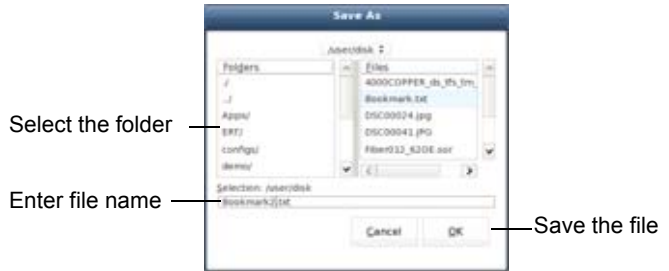 Save As
/user/disk
Folders
Files
./
4000COPPER_ds_tfs_tm_
../
Bookmark.txt
Apps/
DSC00024.jpg
Select the folder
ERT/
DSC00041.JPG
configs/
Fiber012_620E.sor
demo/
Selection: /user/disk
Enter file name
Bookmark2.txt
Cancel
OK
Save the file